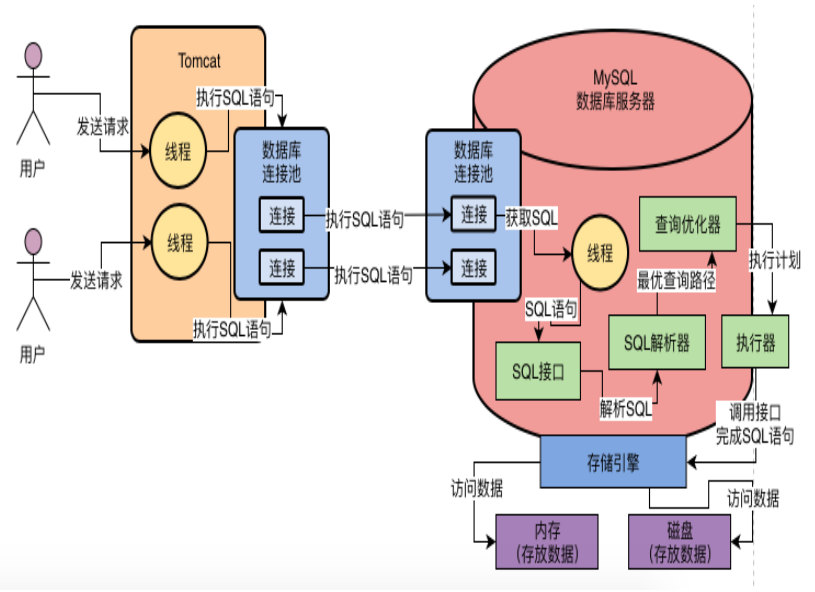 Tomcat
执行SQL语句
发送请求
线程
用户
数据库
连接池
连接
连接
线程
发送请求
执行SQL语句
用户
执行SQL语句
执行SQL语句
MySQL
数据库服务器
数据库
连接池
连接
连接
获取SQL
线程
查询优化器
执行计划
最优查询路径
SQL语句
SQL接口
解析SQL
SQL解析器
执行器
调用接口
完成SQL语句
存储引擎
访问数据
访问数据
内存
(存放数据)
磁盘
(存放数据)